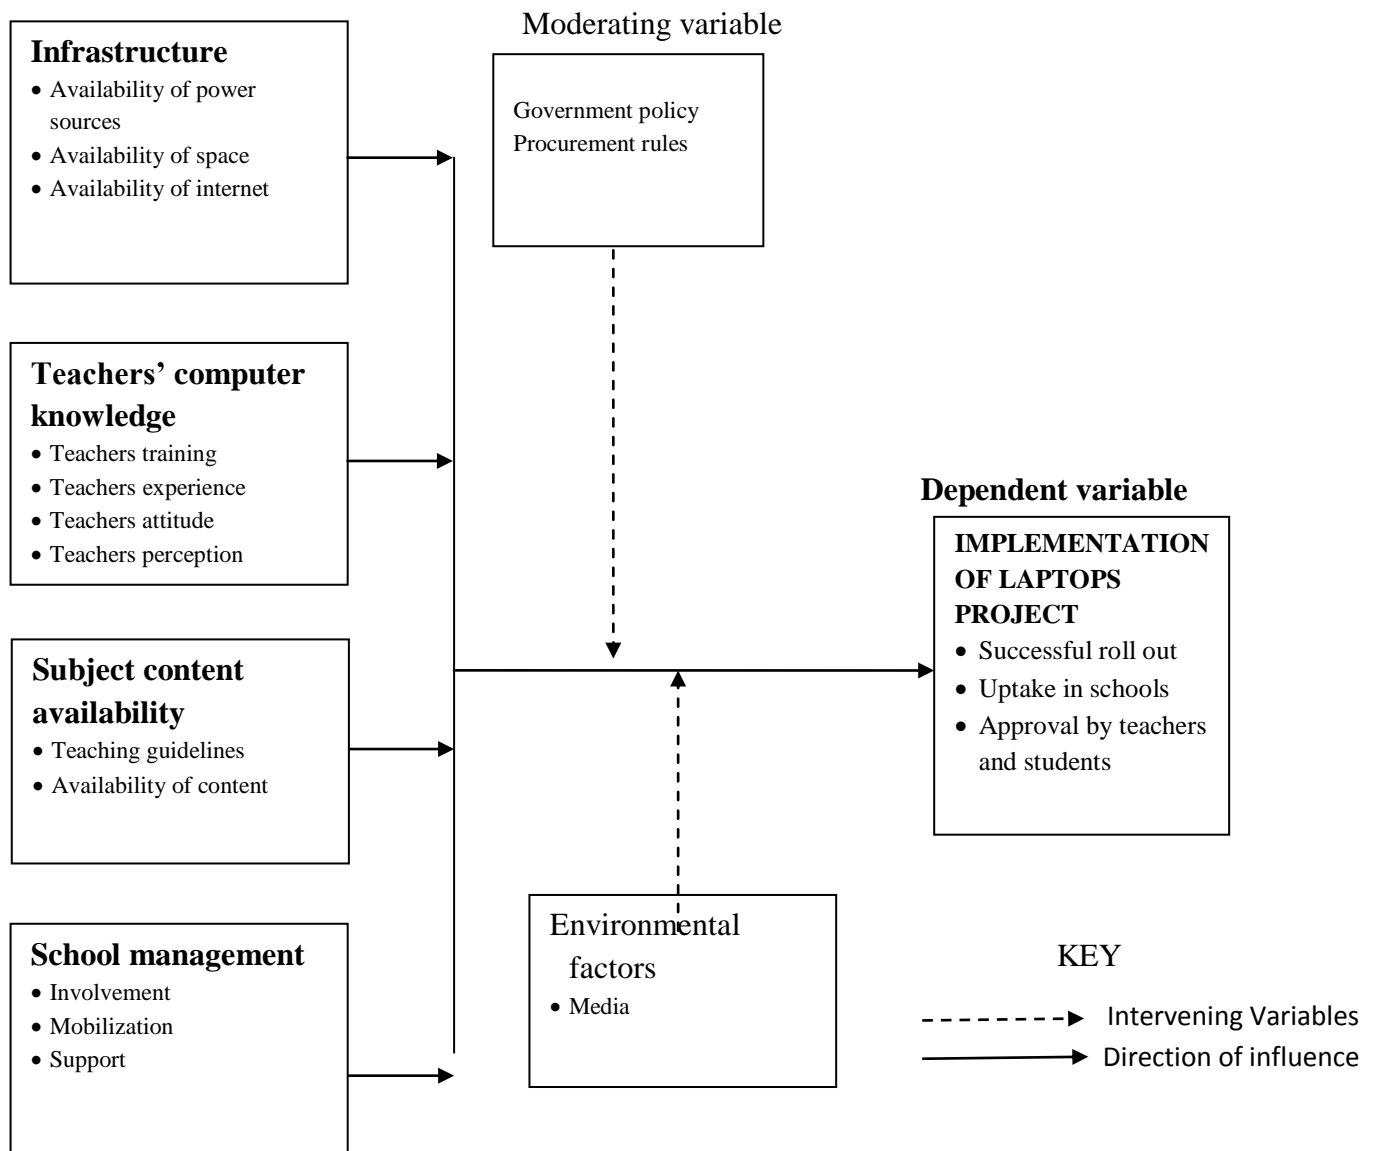 Infrastructure
• Availability of power
sources
• Availability of space
• Availability of internet
Moderating variable
Government policy
Procurement rules
Teachers’ computer
knowledge
• Teachers training
• Teachers experience
• Teachers attitude
• Teachers perception
Subject content
availability
• Teaching guidelines
• Availability of content
School management
• Involvement
• Mobilization
• Support
Environmental
factors
• Media
Dependent variable
IMPLEMENTATION
OF LAPTOPS
PROJECT
• Successful roll out
• Uptake in schools
• Approval by teachers
and students
KEY
Intervening Variables
Direction of influence